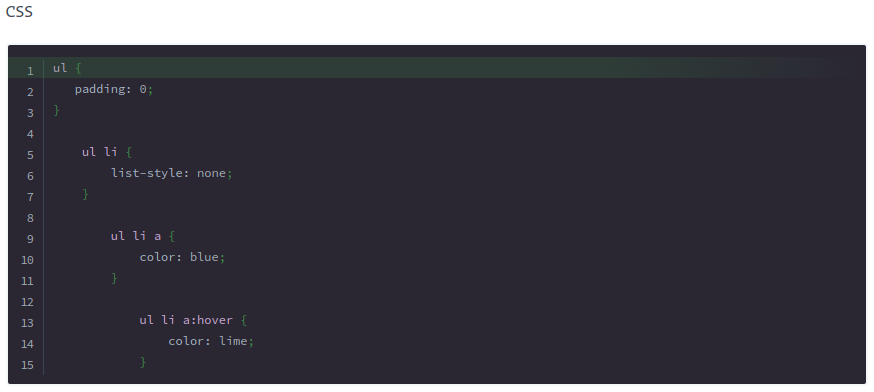 CSS
1 ul {
2    padding: 0;
3 }
4
5     ul li {
6         list-style: none;
7     }
8
9         ul li a {
10             color: blue;
11         }
12
13             ul li a:hover {
14                 color: lime;
15             }